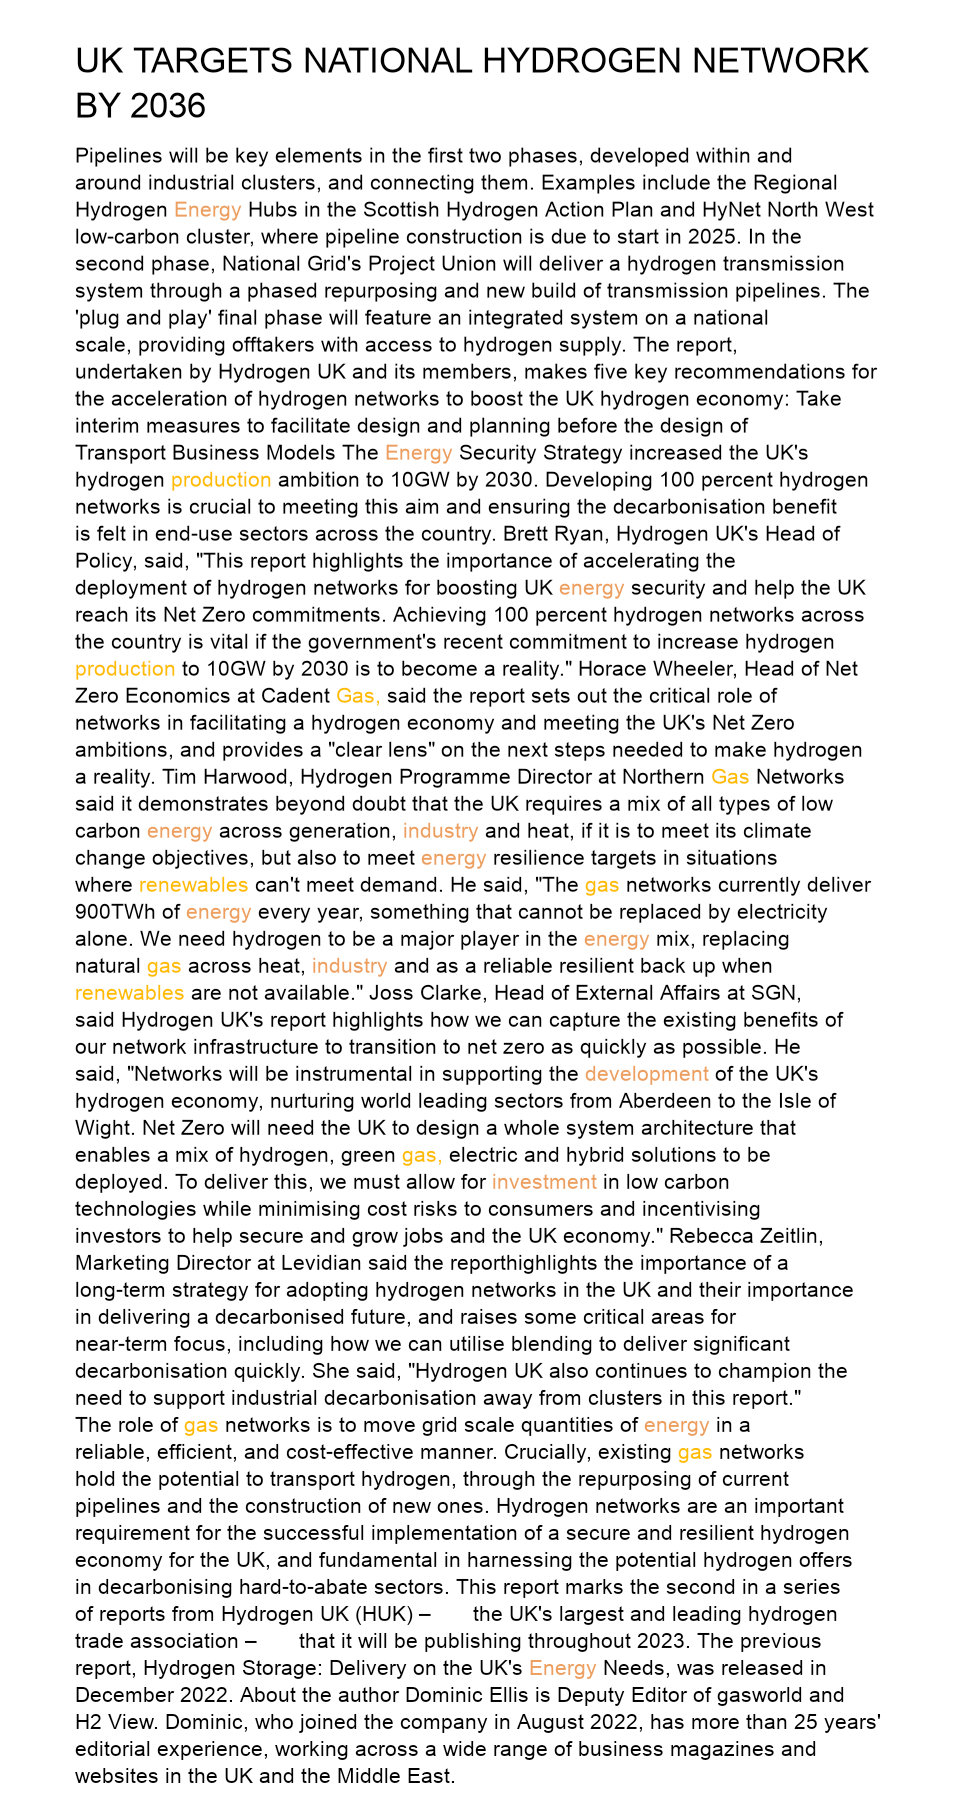 UK TARGETS NATIONAL HYDROGEN NETWORK
BY 2036
Pipelines will be key elements in the first two phases, developed within and
around industrial clusters, and connecting them. Examples include the Regional
Hydrogen Energy Hubs in the Scottish Hydrogen Action Plan and HyNet North West
low-carbon cluster, where pipeline construction is due to start in 2025. In the
second phase, National Grid's Project Union will deliver a hydrogen transmission
system through a phased repurposing and new build of transmission pipelines. The
'plug and play' final phase will feature an integrated system on a national
scale, providing offtakers with access to hydrogen supply. The report,
undertaken by Hydrogen UK and its members, makes five key recommendations for
the acceleration of hydrogen networks to boost the UK hydrogen economy: Take
interim measures to facilitate design and planning before the design of
Transport Business Models The Energy Security Strategy increased the UK's
hydrogen production ambition to 10GW by 2030. Developing 100 percent hydrogen
networks is crucial to meeting this aim and ensuring the decarbonisation benefit
is felt in end-use sectors across the country. Brett Ryan, Hydrogen UK's Head of
Policy, said, "This report highlights the importance of accelerating the
deployment of hydrogen networks for boosting UK energy security and help the UK
reach its Net Zero commitments. Achieving 100 percent hydrogen networks across
the country is vital if the government's recent commitment to increase hydrogen
production to 10GW by 2030 is to become a reality." Horace Wheeler, Head of Net
Zero Economics at Cadent Gas, said the report sets out the critical role of
networks in facilitating a hydrogen economy and meeting the UK's Net Zero
ambitions, and provides a "clear lens" on the next steps needed to make hydrogen
a reality. Tim Harwood, Hydrogen Programme Director at Northern Gas Networks
said it demonstrates beyond doubt that the UK requires a mix of all types of low
carbon energy across generation, industry and heat, if it is to meet its climate
change objectives, but also to meet energy resilience targets in situations
where renewables can't meet demand. He said, "The gas networks currently deliver
900TWh of energy every year, something that cannot be replaced by electricity
alone. We need hydrogen to be a major player in the energy mix, replacing
natural gas across heat, industry and as a reliable resilient back up when
renewables are not available." Joss Clarke, Head of External Affairs at SGN,
said Hydrogen UK's report highlights how we can capture the existing benefits of
our network infrastructure to transition to net zero as quickly as possible. He
said, "Networks will be instrumental in supporting the development of the UK's
hydrogen economy, nurturing world leading sectors from Aberdeen to the Isle of
Wight. Net Zero will need the UK to design a whole system architecture that
enables a mix of hydrogen, green gas, electric and hybrid solutions to be
deployed. To deliver this, we must allow for investment in low carbon
technologies while minimising cost risks to consumers and incentivising
investors to help secure and grow jobs and the UK economy." Rebecca Zeitlin,
Marketing Director at Levidian said the reporthighlights the importance of a
long-term strategy for adopting hydrogen networks in the UK and their importance
in delivering a decarbonised future, and raises some critical areas for
near-term focus, including how we can utilise blending to deliver significant
decarbonisation quickly. She said, "Hydrogen UK also continues to champion the
need to support industrial decarbonisation away from clusters in this report."
The role of gas networks is to move grid scale quantities of energy in a
reliable, efficient, and cost-effective manner. Crucially, existing gas networks
hold the potential to transport hydrogen, through the repurposing of current
pipelines and the construction of new ones. Hydrogen networks are an important
requirement for the successful implementation of a secure and resilient hydrogen
economy for the UK, and fundamental in harnessing the potential hydrogen offers
in decarbonising hard-to-abate sectors. This report marks the second in a series
of reports from Hydrogen UK (HUK) – the UK's largest and leading hydrogen
trade association – that it will be publishing throughout 2023. The previous
report, Hydrogen Storage: Delivery on the UK's Energy Needs, was released in
December 2022. About the author Dominic Ellis is Deputy Editor of gasworld and
H2 View. Dominic, who joined the company in August 2022, has more than 25 years'
editorial experience, working across a wide range of business magazines and
websites in the UK and the Middle East.